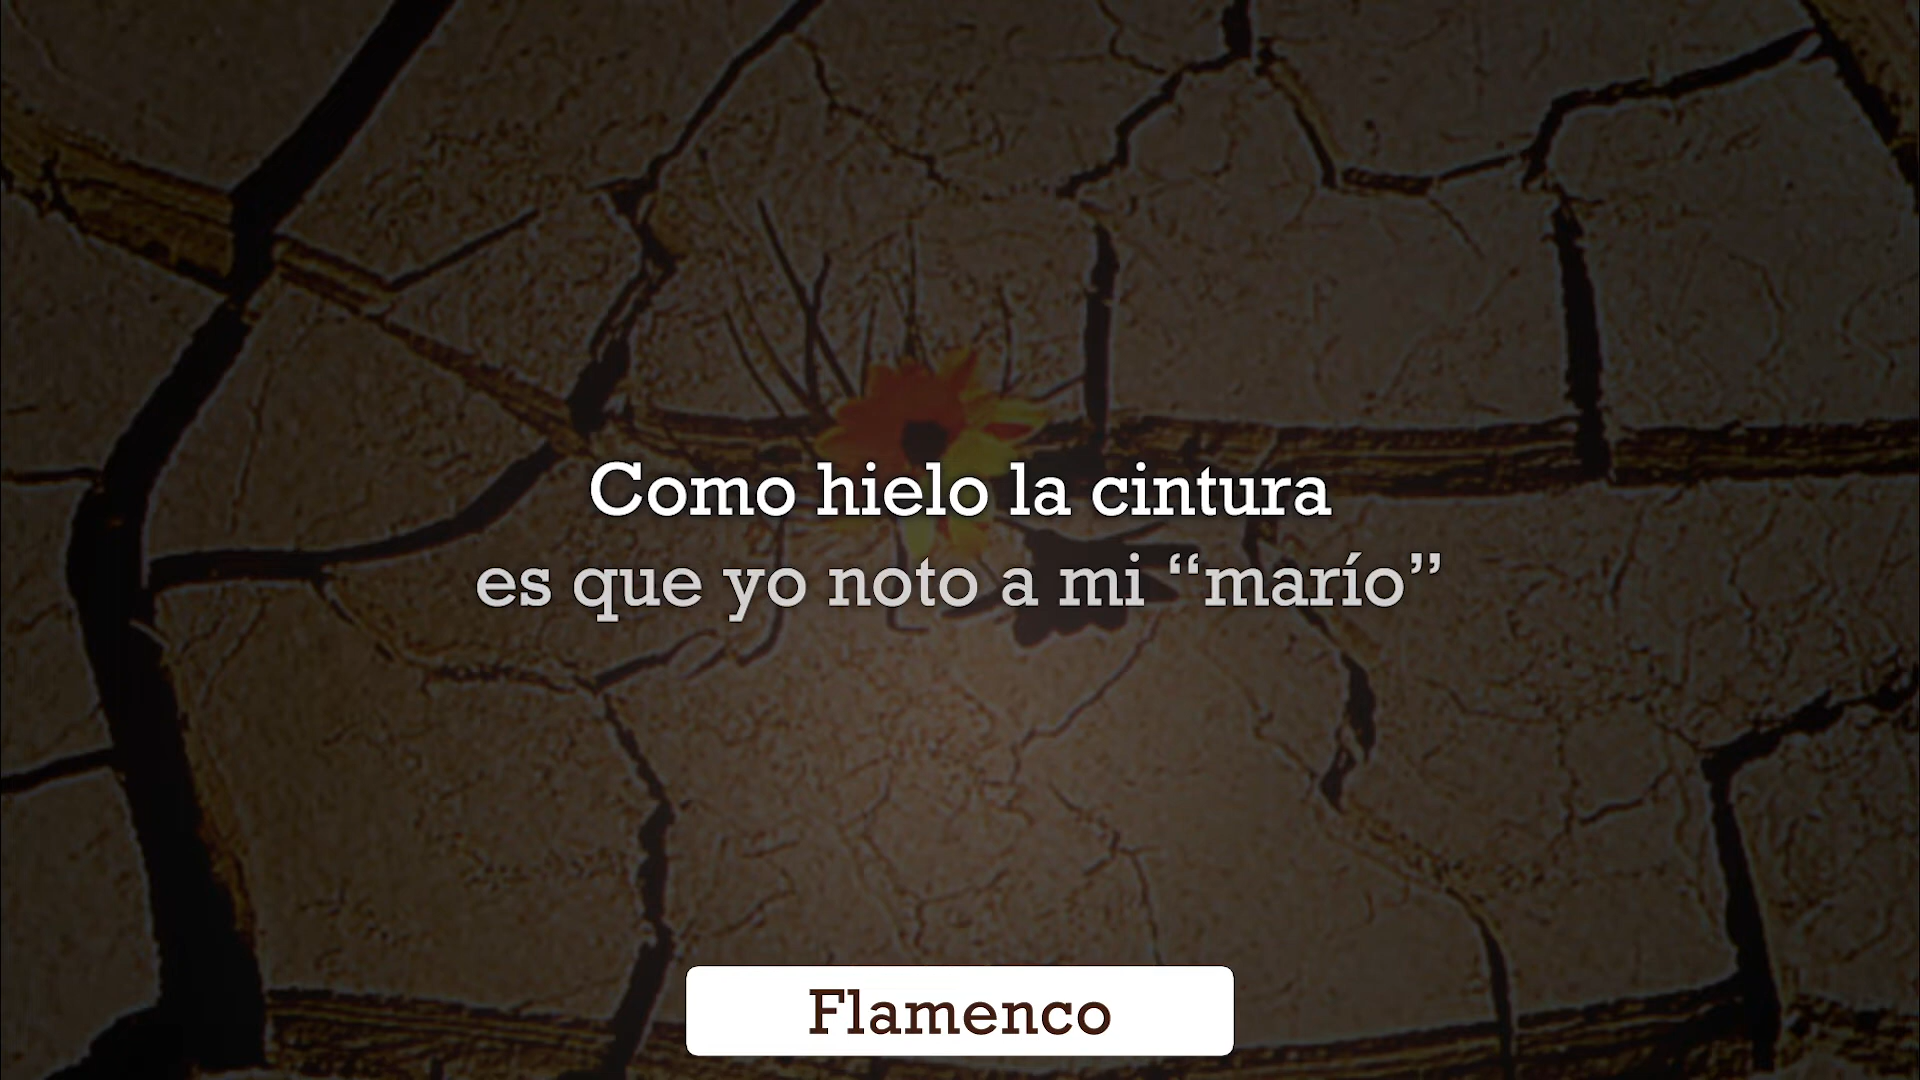 Como hielo la cintura
es que yo noto a mi “marío”
Flamenco